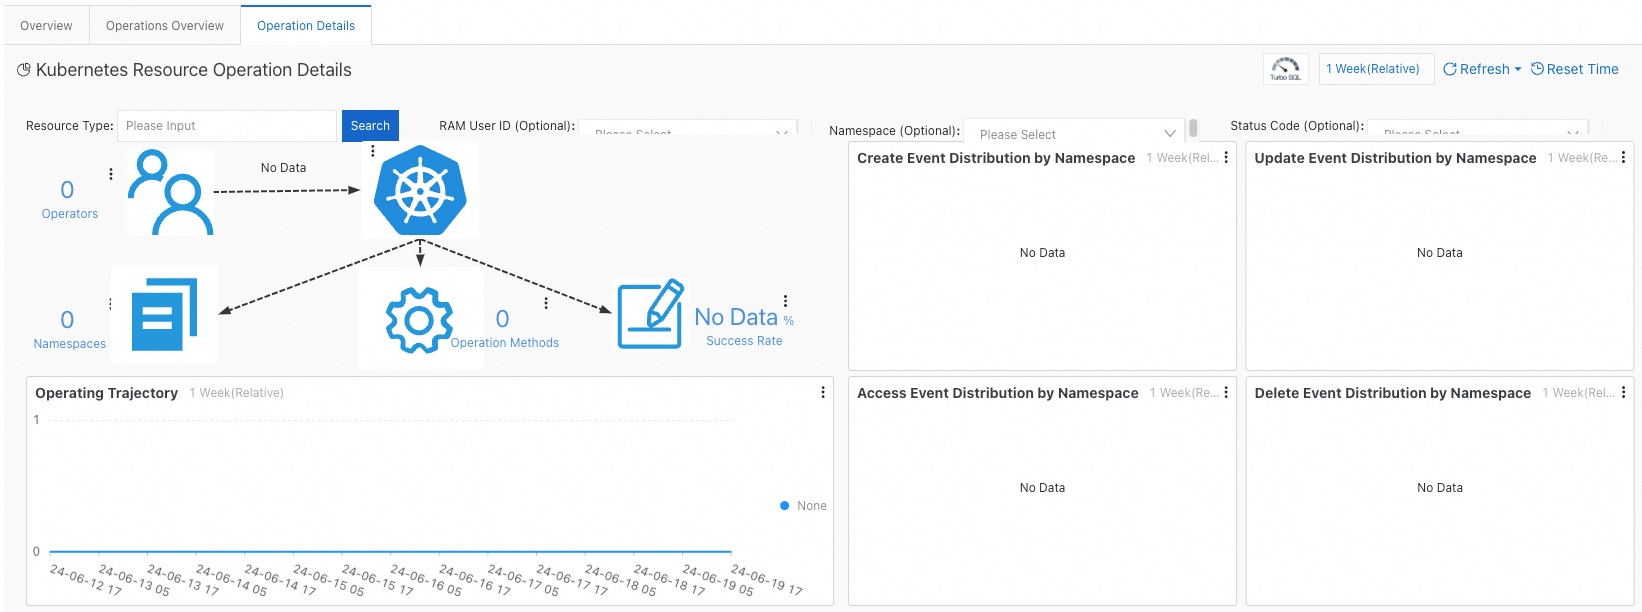 Overview
Operations Overview
Operation Details
Kubernetes Resource Operation Details
Turbo SQL
1 Week(Relative)
Refresh
Reset Time
Resource Type:
Please Input
Search
RAM User ID (Optional):
Please Select
Namespace (Optional):
Please Select
Status Code (Optional):
Please Select
0
Operators
No Data
0
Namespaces
0
Operation Methods
No Data %
Success Rate
Create Event Distribution by Namespace 1 Week(Rel...
No Data
Update Event Distribution by Namespace 1 Week(Re...
No Data
Operating Trajectory 1 Week(Relative)
1
0
24-06-12 17
24-06-13 05
24-06-13 17
24-06-14 05
24-06-14 17
24-06-15 05
24-06-15 17
24-06-16 05
24-06-16 17
24-06-17 05
24-06-17 17
24-06-18 05
24-06-18 17
24-06-19 05
24-06-19 17
None
Access Event Distribution by Namespace 1 Week(Re...
No Data
Delete Event Distribution by Namespace 1 Week(Rel...
No Data